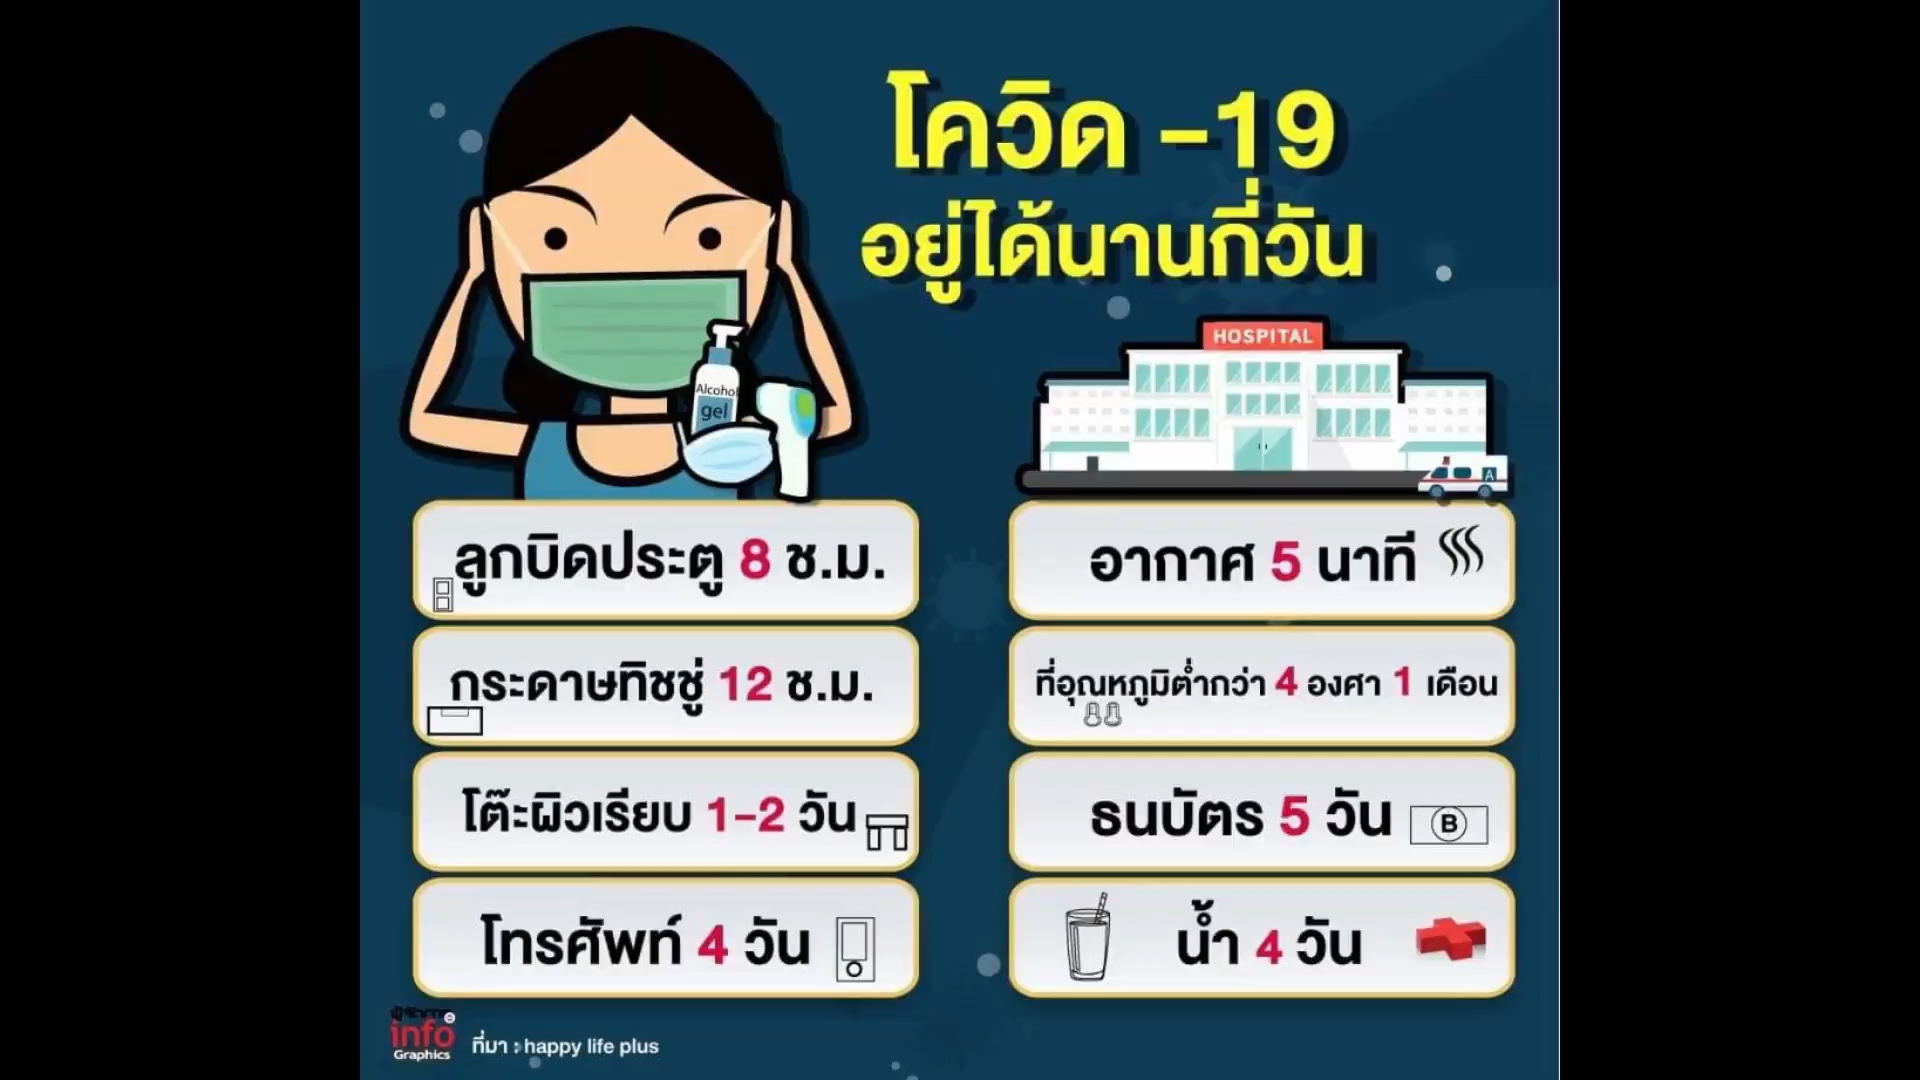 โควิด -19
อยู่ได้นานกี่วัน
HOSPITAL
Alcohol
gel
A
ลูกบิดประตู 8 ช.ม.
อากาศ 5 นาที
กระดาษทิชชู่ 12 ช.ม.
ที่อุณหภูมิต่ำกว่า 4 องศา 1 เดือน
โต๊ะผิวเรียบ 1-2 วัน
ธนบัตร 5 วัน
B
โทรศัพท์ 4 วัน
น้ำ 4 วัน
info
Graphics
ที่มา : happy life plus